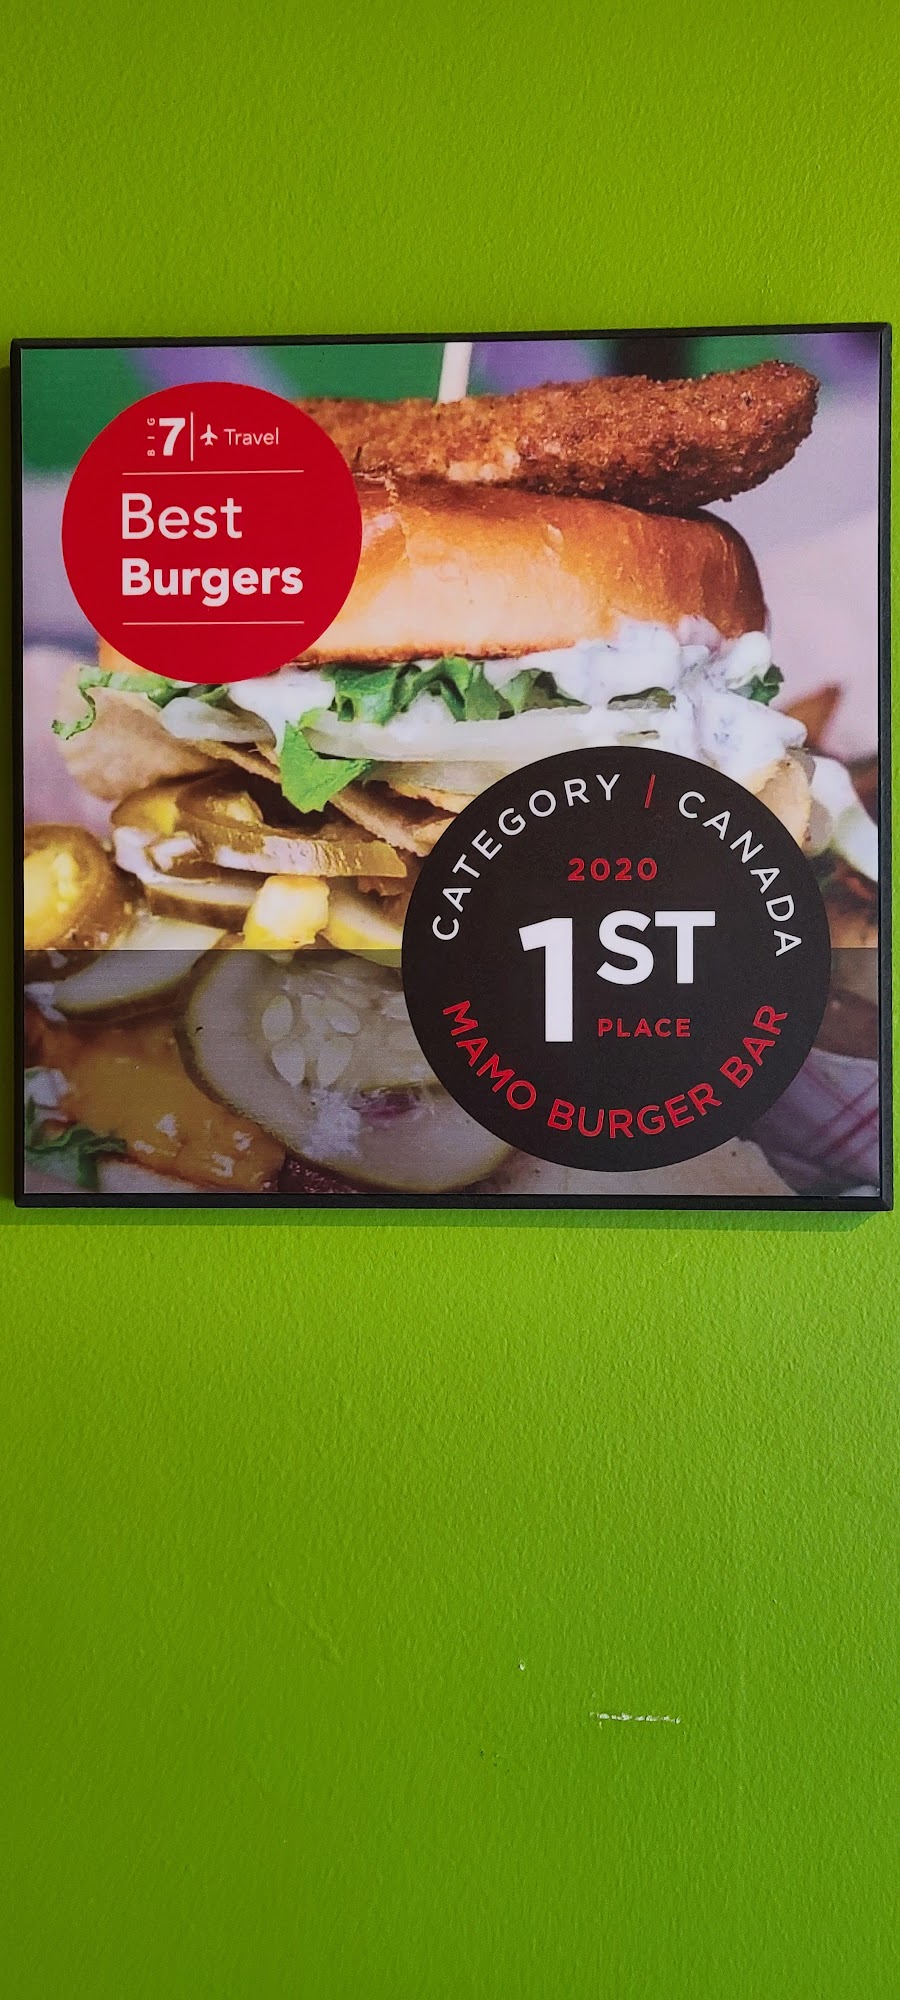 BIG 7 Travel
Best
Burgers
CATEGORY | CANADA
2020
1ST
PLACE
MAMO BURGER BAR